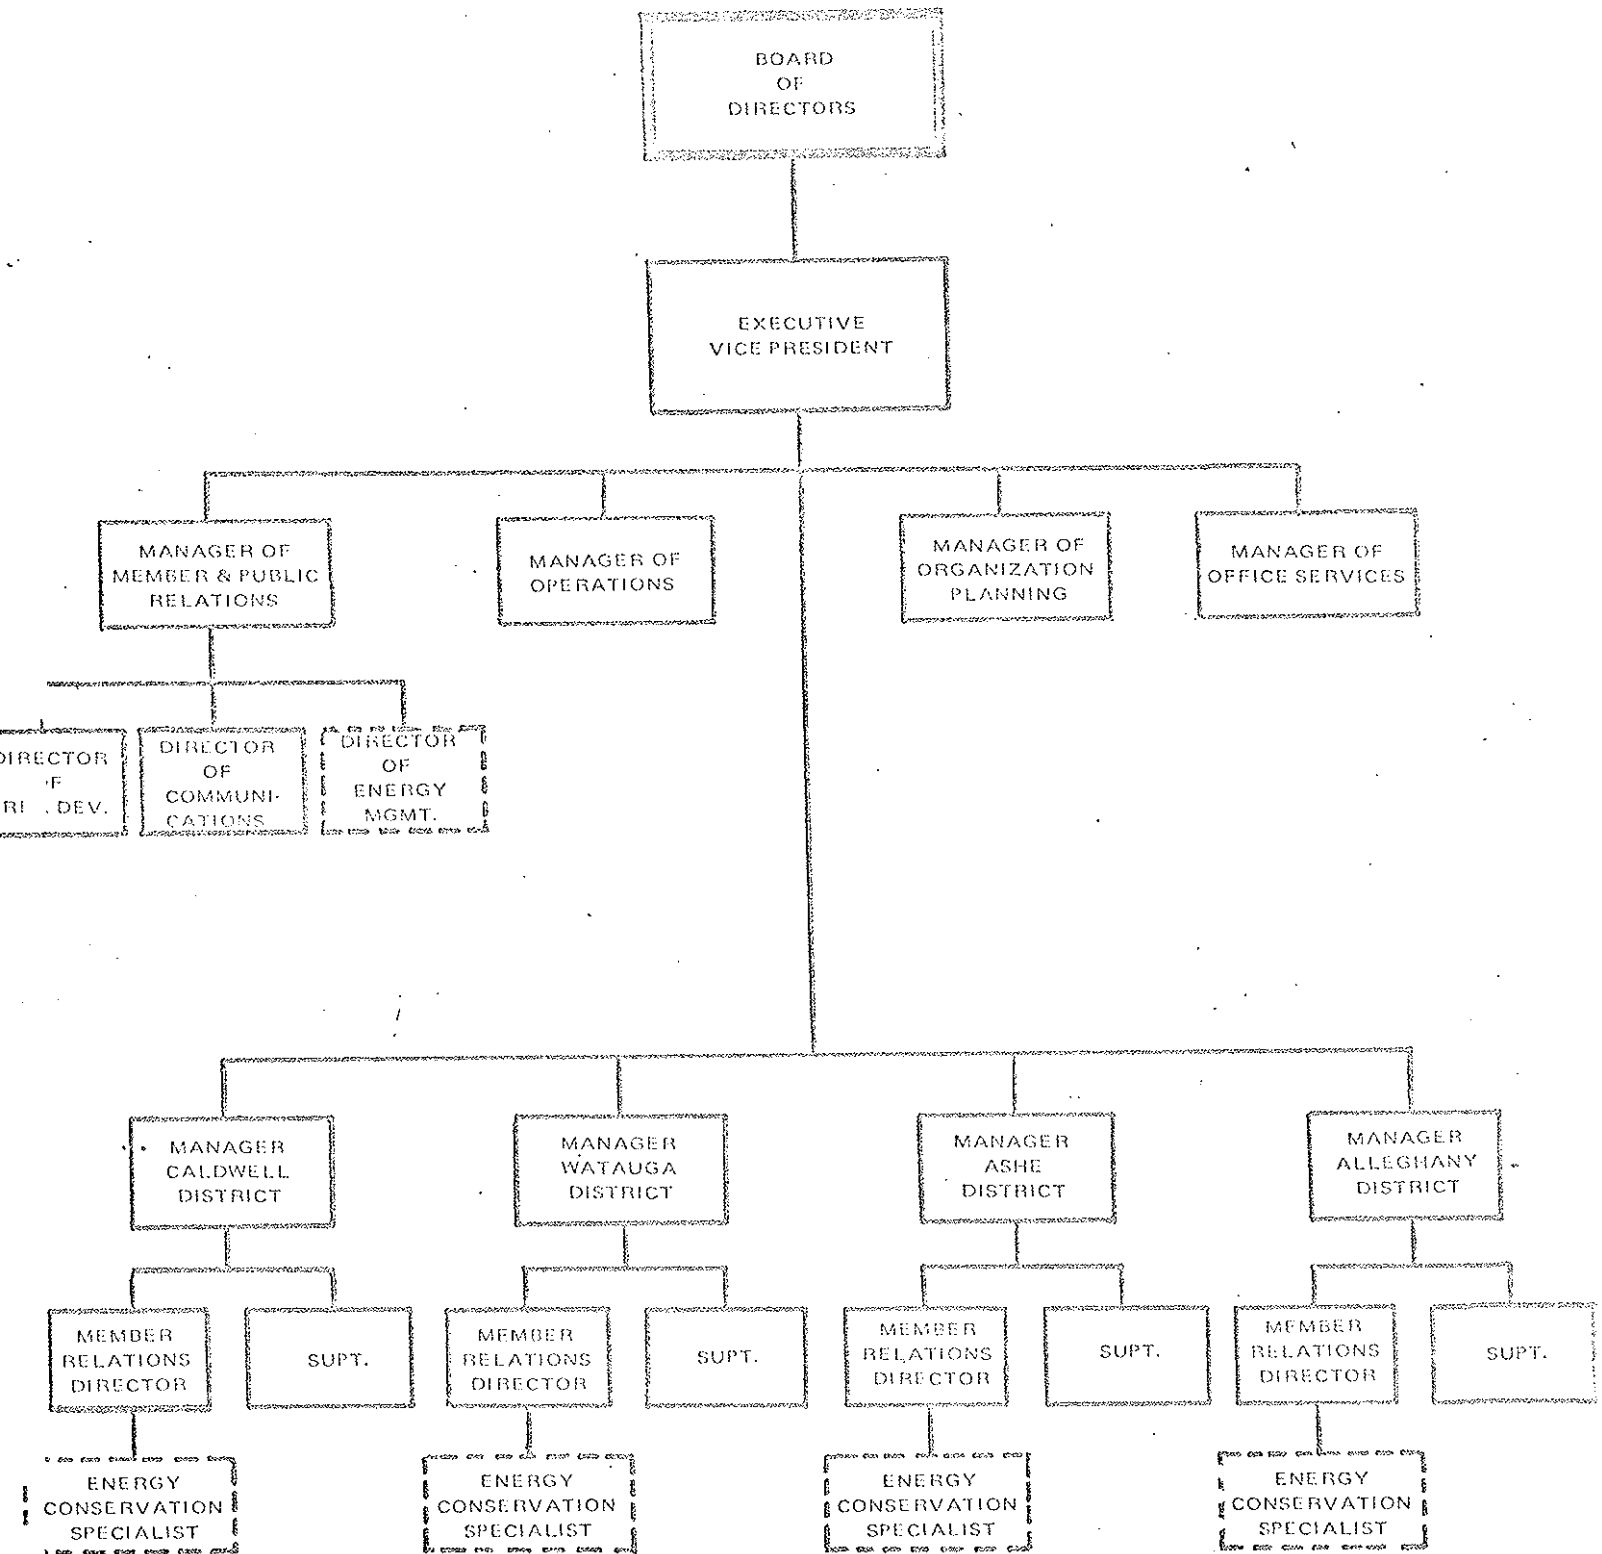 BOARD
OF
DIRECTORS
EXECUTIVE
VICE PRESIDENT
MANAGER OF
MEMBER & PUBLIC
RELATIONS
MANAGER OF
OPERATIONS
MANAGER OF
ORGANIZATION
PLANNING
MANAGER OF
OFFICE SERVICES
DIRECTOR
DEV.
DIRECTOR
OF
COMMUNI-
CATIONS
DIRECTOR
OF
ENERGY
MGMT.
MANAGER
CALDWELL
DISTRICT
MANAGER
WATAUGA
DISTRICT
MANAGER
ASHE
DISTRICT
MANAGER
ALLEGHANY
DISTRICT
MEMBER
RELATIONS
DIRECTOR
SUPT.
MEMBER
RELATIONS
DIRECTOR
SUPT.
MEMBER
RELATIONS
DIRECTOR
SUPT.
MEMBER
RELATIONS
DIRECTOR
SUPT.
ENERGY
CONSERVATION
SPECIALIST
ENERGY
CONSERVATION
SPECIALIST
ENERGY
CONSERVATION
SPECIALIST
ENERGY
CONSERVATION
SPECIALIST